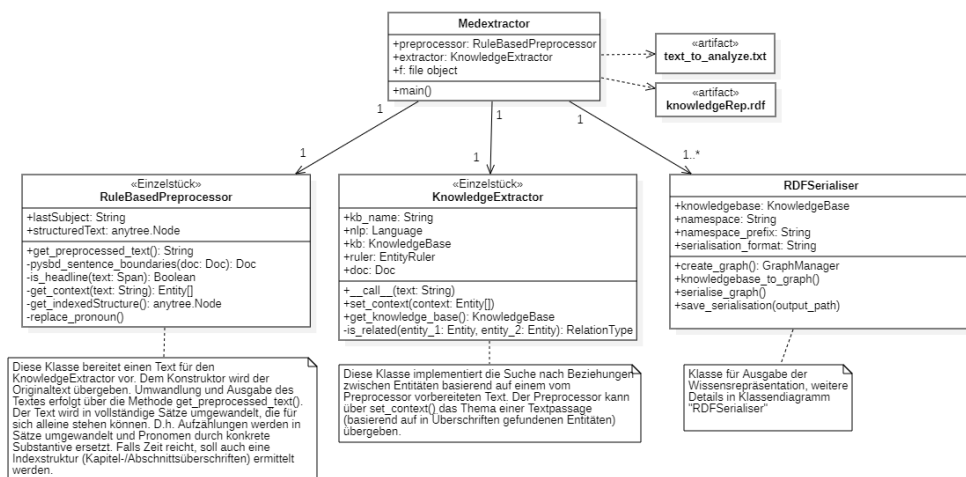 Medextractor
+preprocessor: RuleBasedPreprocessor
+extractor: KnowledgeExtractor
+f: file object
+main()
«artifact»
text_to_analyze.txt
«artifact»
knowledgeRep.rdf
1
1
1
1
1
1..*
«Einzelstück»
RuleBasedPreprocessor
+lastSubject: String
+structuredText: anytree.Node
+get_preprocessed_text(): String
-pysbd_sentence_boundaries(doc: Doc): Doc
-is_headline(text: Span): Boolean
-get_context(text: String): Entity[]
-get_indexedStructure(): anytree.Node
-replace_pronoun()
«Einzelstück»
KnowledgeExtractor
+kb_name: String
+nlp: Language
+kb: KnowledgeBase
+ruler: EntityRuler
+doc: Doc
+__call__(text: String)
+set_context(context: Entity[])
+get_knowledge_base(): KnowledgeBase
-is_related(entity_1: Entity, entity_2: Entity): RelationType
RDFSerialiser
+knowledgebase: KnowledgeBase
+namespace: String
+namespace_prefix: String
+serialisation_format: String
+create_graph(): GraphManager
+knowledgebase_to_graph()
+serialise_graph()
+save_serialisation(output_path)
Diese Klasse bereitet einen Text für den
KnowledgeExtractor vor. Dem Konstruktor wird der
Originaltext übergeben. Umwandlung und Ausgabe des
Textes erfolgt über die Methode get_preprocessed_text().
Der Text wird in vollständige Sätze umgewandelt, die für
sich alleine stehen können. D.h. Aufzählungen werden in
Sätze umgewandelt und Pronomen durch konkrete
Substantive ersetzt. Falls Zeit reicht, soll auch eine
Indexstruktur (Kapitel-/Abschnittsüberschriften) ermittelt
werden.
Diese Klasse implementiert die Suche nach Beziehungen
zwischen Entitäten basierend auf einem vom
Preprocessor vorbereiteten Text. Der Preprocessor kann
über set_context() das Thema einer Textpassage
(basierend auf in Überschriften gefundenen Entitäten)
übergeben.
Klasse für Ausgabe der
Wissensrepräsentation, weitere
Details in Klassendiagramm
"RDFSerialiser"